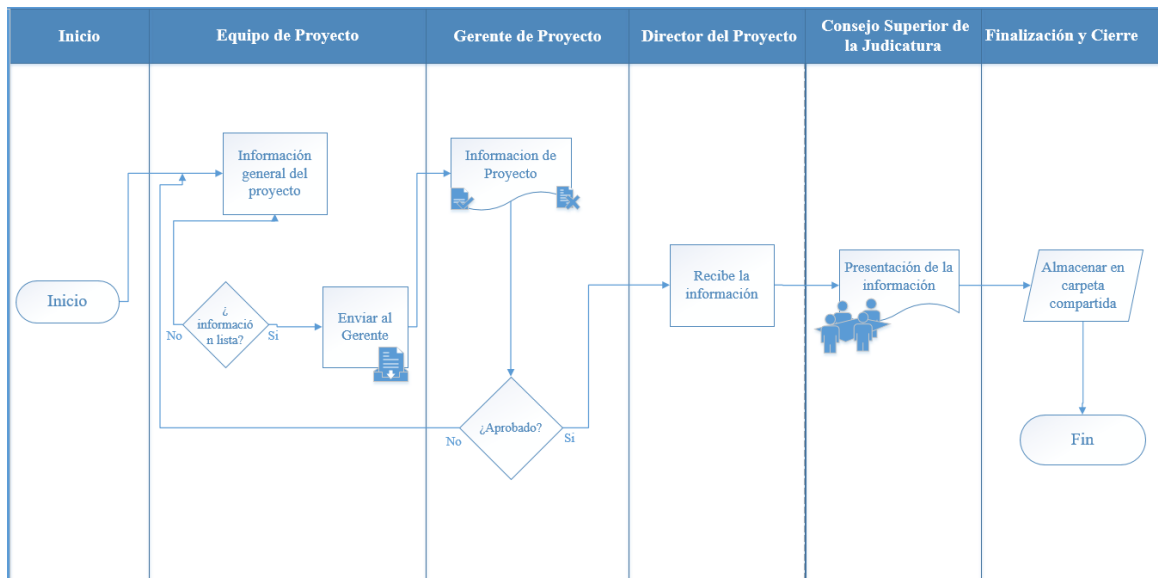 Inicio
Equipo de Proyecto
Gerente de Proyecto
Director del Proyecto
Consejo Superior de
la Judicatura
Finalización y Cierre
Inicio
Información
general del
proyecto
¿
informació
n lista?
No
Si
Enviar al
Gerente
Informacion de
Proyecto
¿Aprobado?
No
Si
Recibe la
información
Presentación de la
información
Almacenar en
carpeta
compartida
Fin